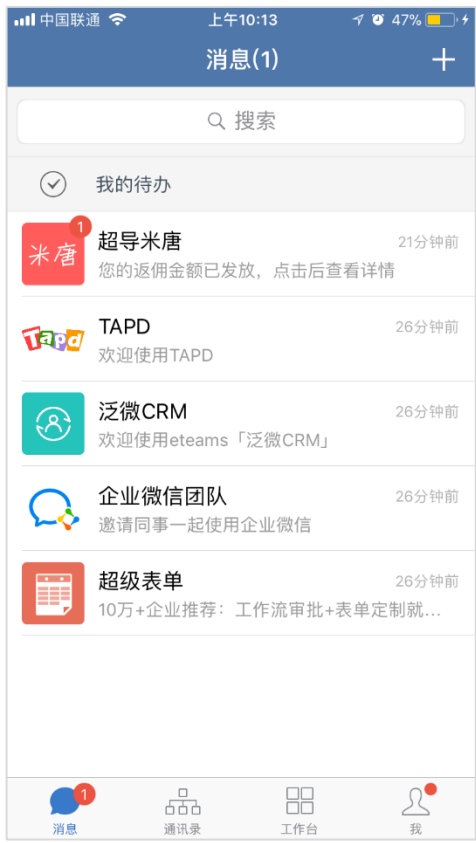 中国联通 上午10:13 47%
消息(1)
搜索
我的待办
1
米唐 超导米唐 21分钟前
您的返佣金额已发放，点击后查看详情
Tapd TAPD 26分钟前
欢迎使用TAPD
泛微CRM 26分钟前
欢迎使用eteams「泛微CRM」
企业微信团队 26分钟前
邀请同事一起使用企业微信
超级表单 26分钟前
10万+企业推荐：工作流审批+表单定制就...
1
消息 通讯录 工作台 我